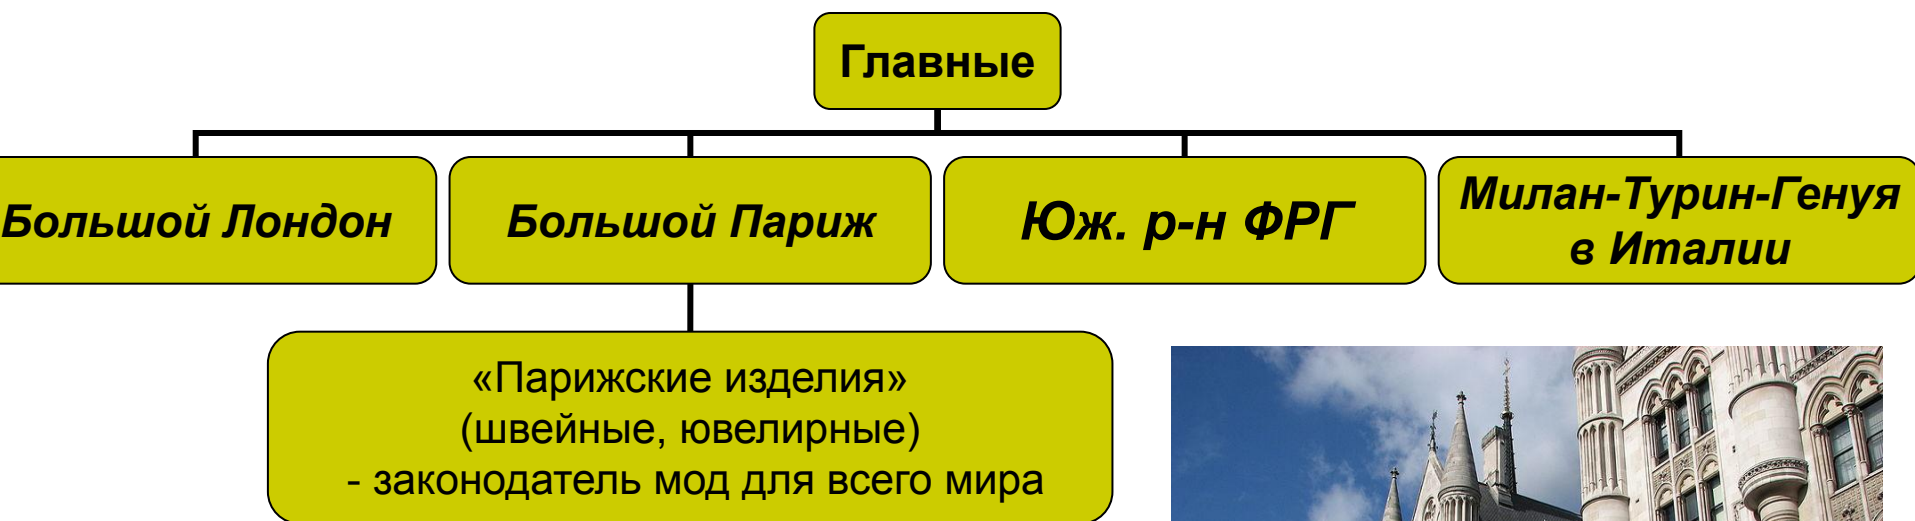 Главные
Большой Лондон
Большой Париж
Юж. р-н ФРГ
Милан-Турин-Генуя
в Италии
«Парижские изделия»
(швейные, ювелирные)
- законодатель мод для всего мира